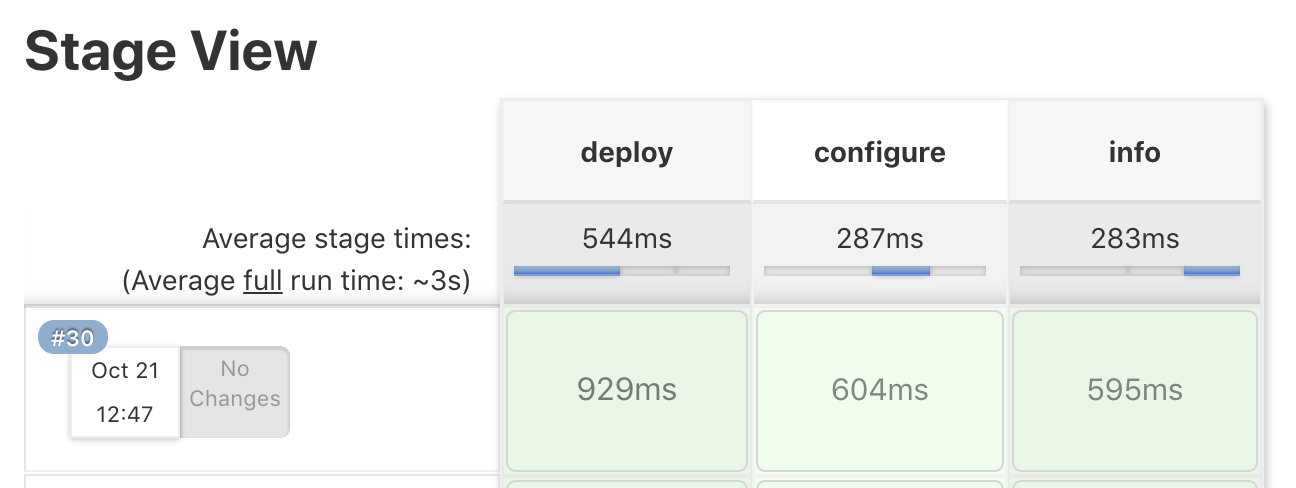 Stage View
deploy configure info
Average stage times: 544ms 287ms 283ms
(Average full run time: ~3s)
#30
Oct 21 No
Changes
12:47
929ms 604ms 595ms